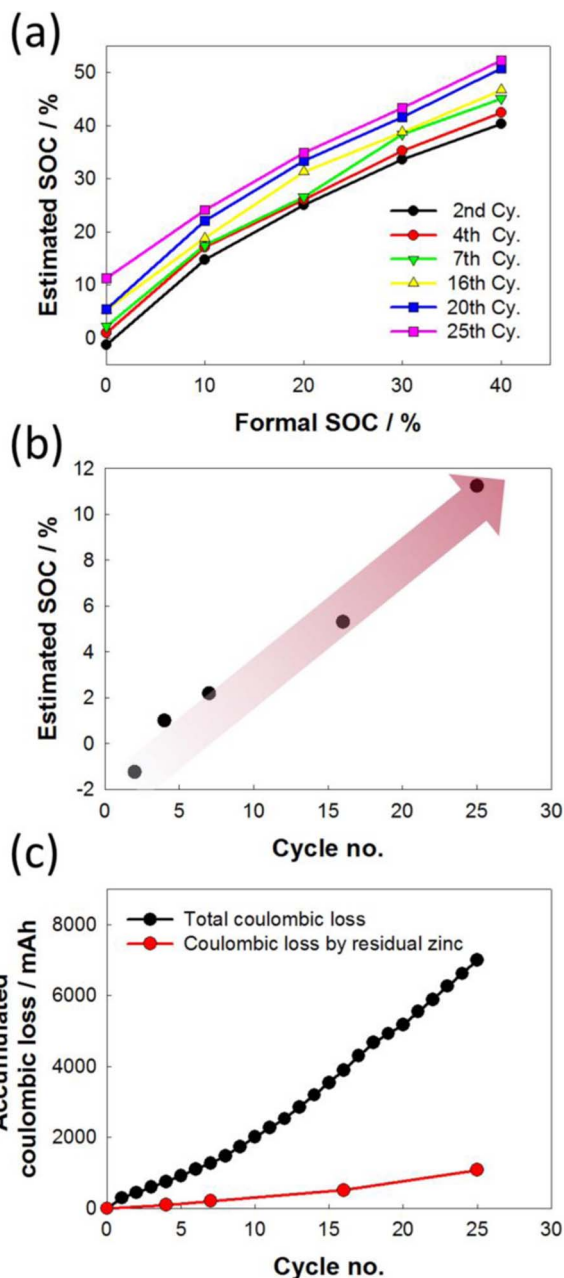 (a)
Estimated SOC / %
50
40
30
20
10
0
2nd Cy.
4th Cy.
7th Cy.
16th Cy.
20th Cy.
25th Cy.
0 10 20 30 40
Formal SOC / %
(b)
Estimated SOC / %
12
10
8
6
4
2
0
-2
0 5 10 15 20 25 30
Cycle no.
(c)
Accumulated
coulombic loss / mAh
8000
6000
4000
2000
0
Total coulombic loss
Coulombic loss by residual zinc
0 5 10 15 20 25 30
Cycle no.